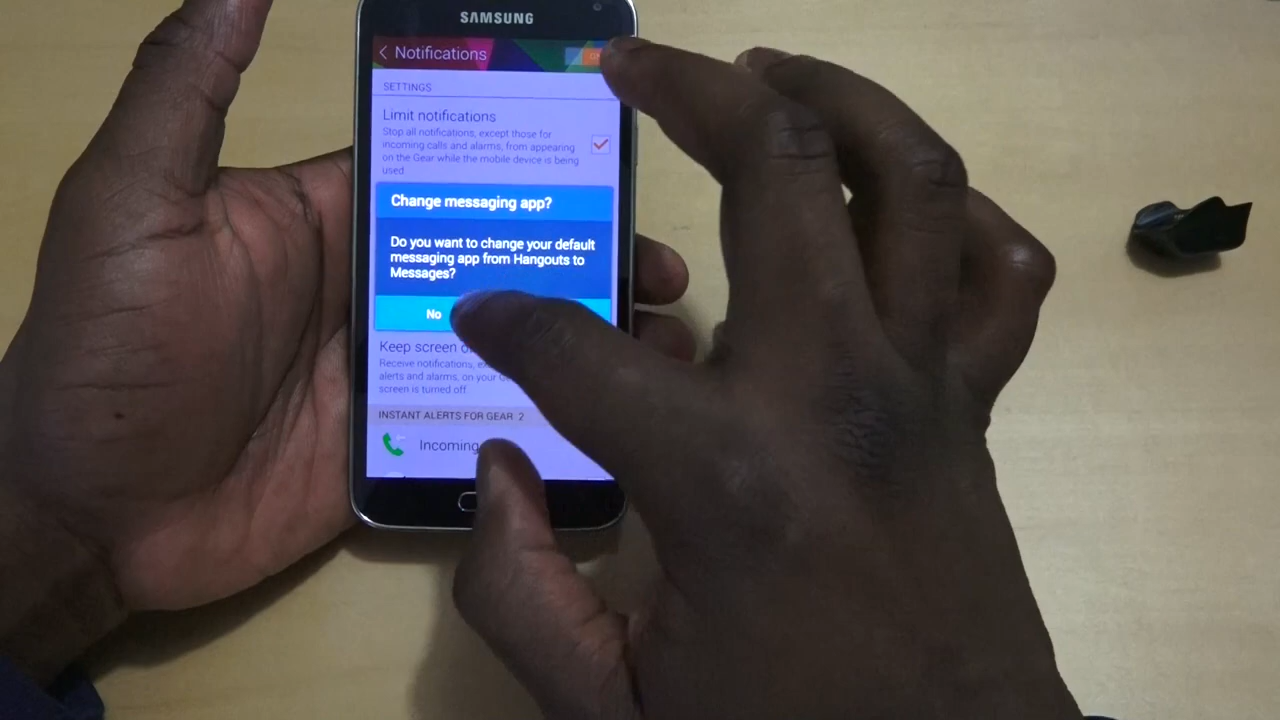 SAMSUNG
Notifications
SETTINGS
Limit notifications
Stop all notifications, except those for
incoming calls and alarms, from appearing
on the Gear while the mobile device is being
used.
Change messaging app?
Do you want to change your default
messaging app from Hangouts to
Messages?
No
Keep screen
Receive notifications,
alerts and alarms, on your
screen is turned off.
INSTANT ALERTS FOR GEAR 2
Incoming